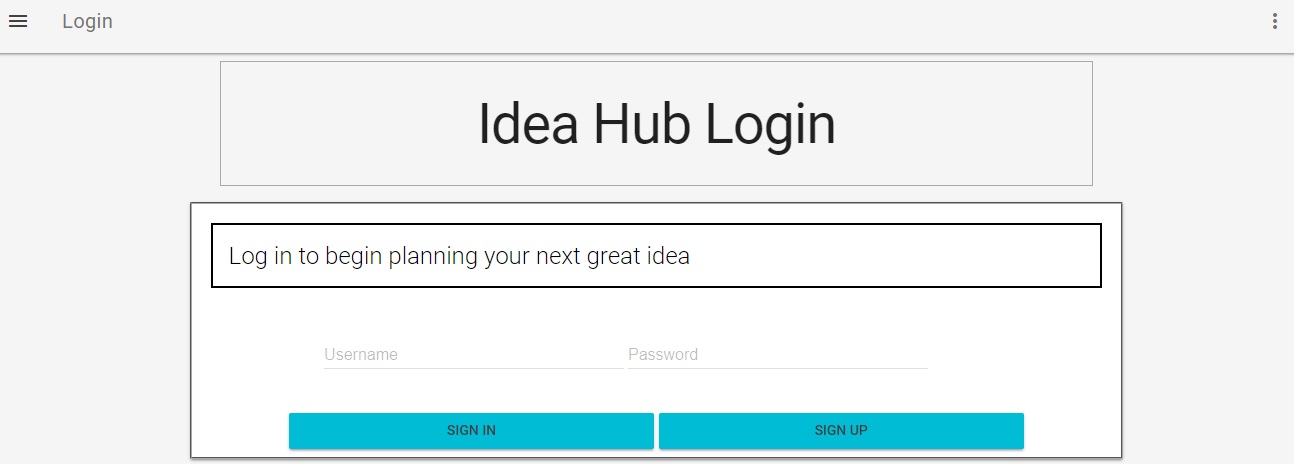 Login
Idea Hub Login
Log in to begin planning your next great idea
Username Password
SIGN IN SIGN UP